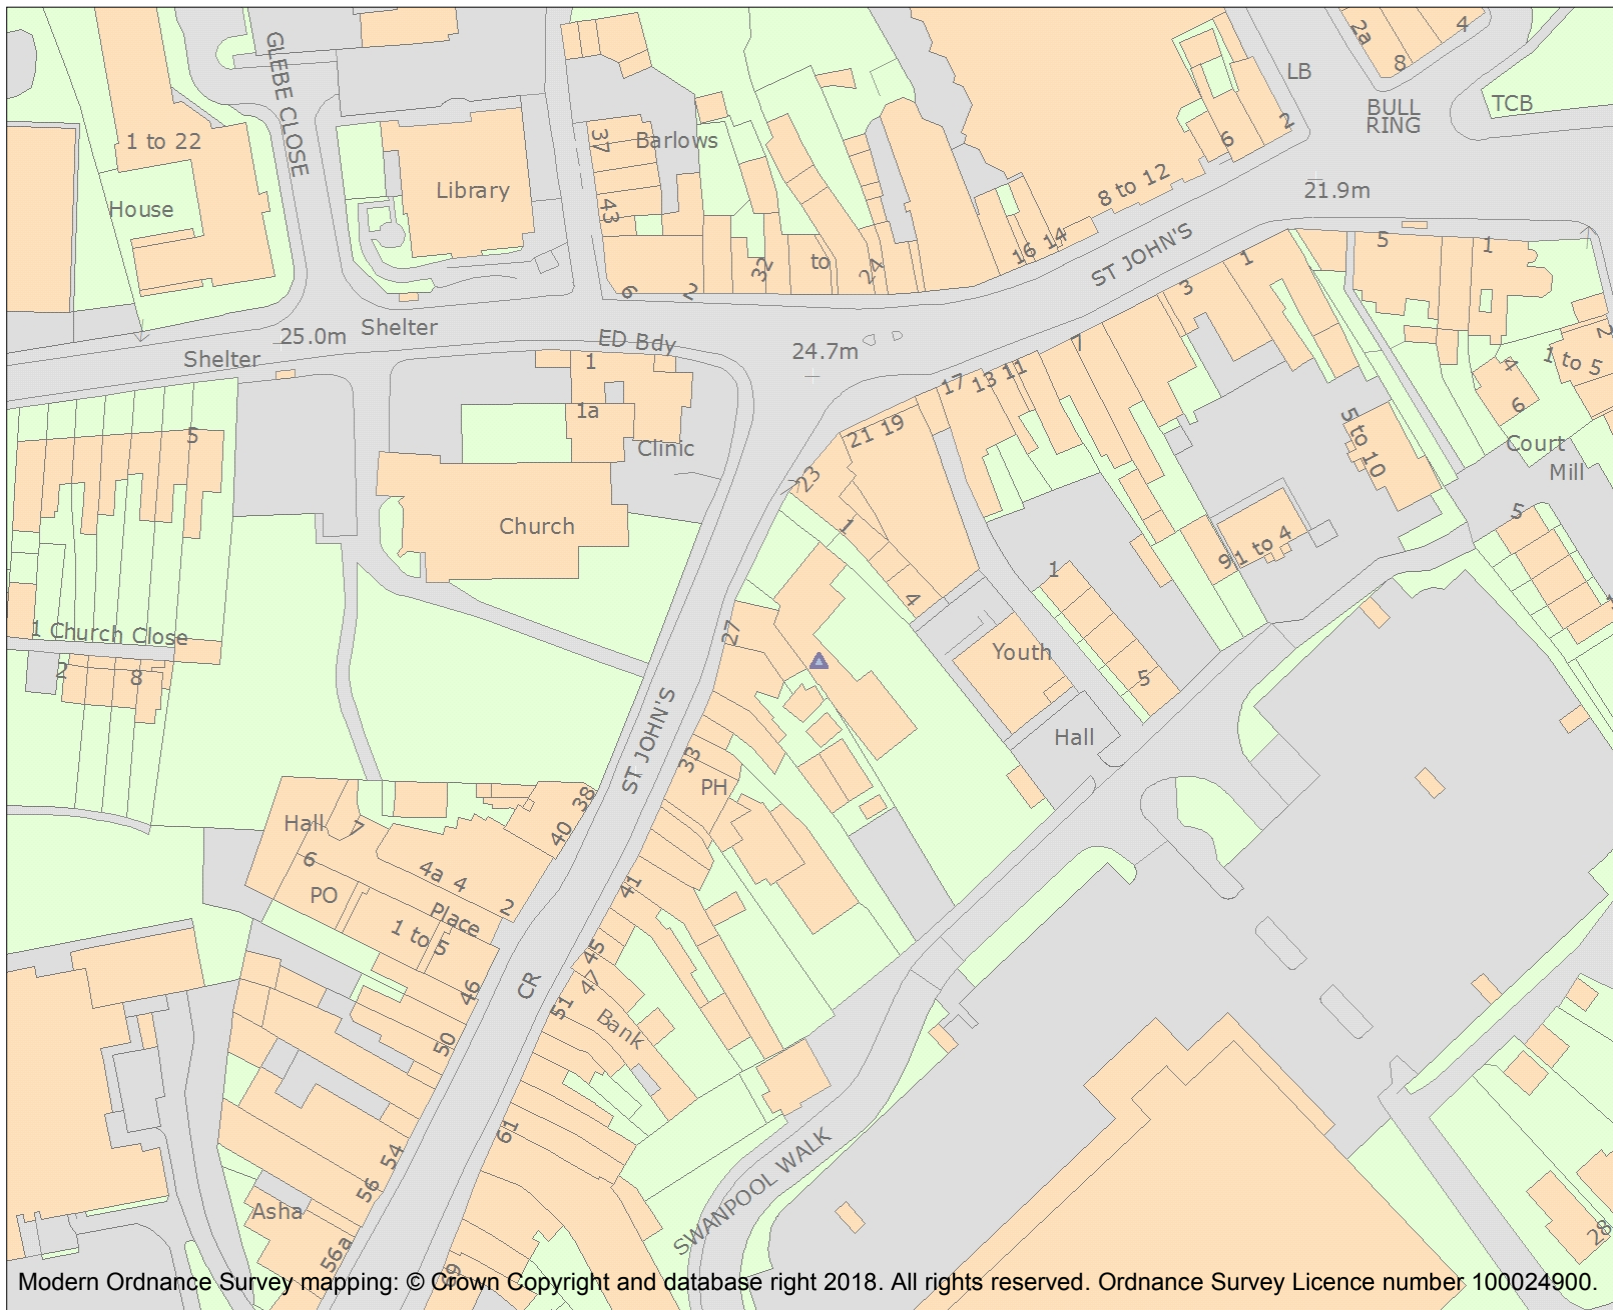 GLEBE CLOSE
1 to 22
House
Library
37
43
Barlows
6
2
32
to
24
16
14
8 to 12
6
2
LB
2a
8
4
BULL
RING
TCB
21.9m
ST JOHN'S
25.0m
Shelter
Shelter
ED Bdy
24.7m
1
1a
Clinic
Church
5
1 Church Close
2
8
23
21
19
17
13
11
7
3
1
5
1
2
1 to 5
4
6
Court
Mill
5
5 to 10
9
1 to 4
1
4
1
5
Youth
Hall
27
33
PH
ST JOHN'S
38
40
Hall
7
6
PO
4a
4
2
Place
1 to 5
41
45
47
51
Bank
CR
46
50
54
56
56a
Asha
61
69
SWANPOOL WALK
28
Modern Ordnance Survey mapping: © Crown Copyright and database right 2018. All rights reserved. Ordnance Survey Licence number 100024900.